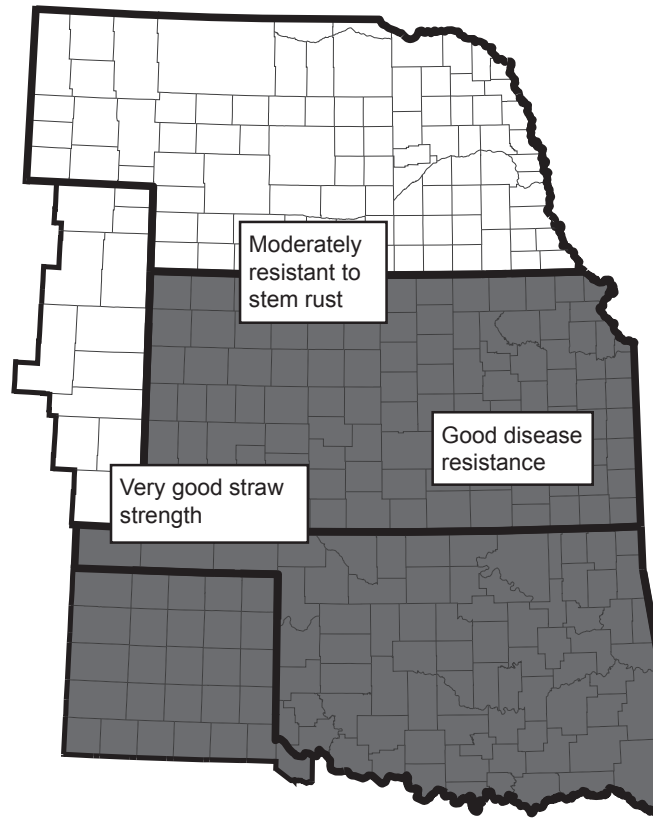 Moderately
resistant to
stem rust
Good disease
resistance
Very good straw
strength